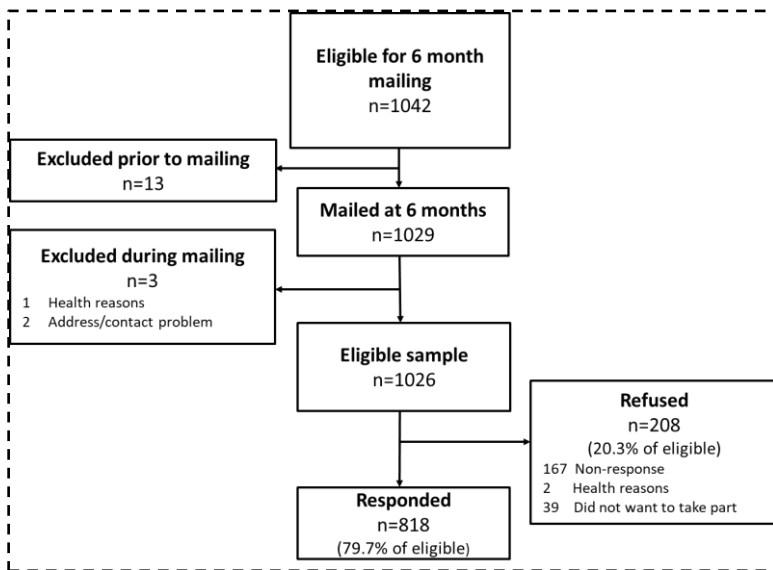 Eligible for 6 month
mailing
n=1042
Excluded prior to mailing
n=13
Mailed at 6 months
n=1029
Excluded during mailing
n=3
1 Health reasons
2 Address/contact problem
Eligible sample
n=1026
Refused
n=208
(20.3% of eligible)
167 Non-response
2 Health reasons
39 Did not want to take part
Responded
n=818
(79.7% of eligible)